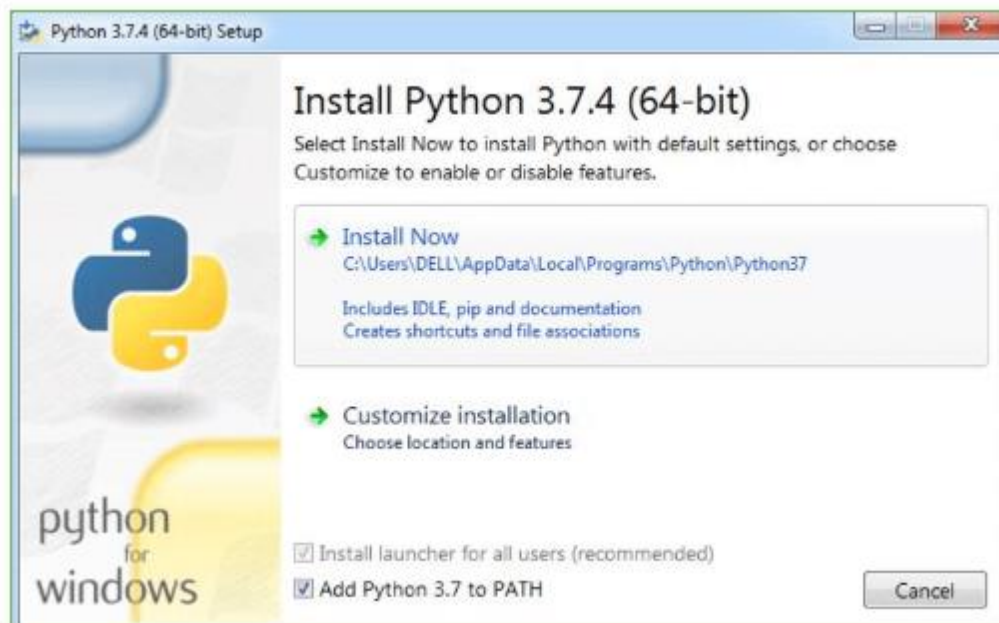 Python 3.7.4 (64-bit) Setup
Install Python 3.7.4 (64-bit)
Select Install Now to install Python with default settings, or choose
Customize to enable or disable features.
Install Now
C:\Users\DELL\AppData\Local\Programs\Python\Python37
Includes IDLE, pip and documentation
Creates shortcuts and file associations
Customize installation
Choose location and features
python
for
windows
Install launcher for all users (recommended)
Add Python 3.7 to PATH
Cancel